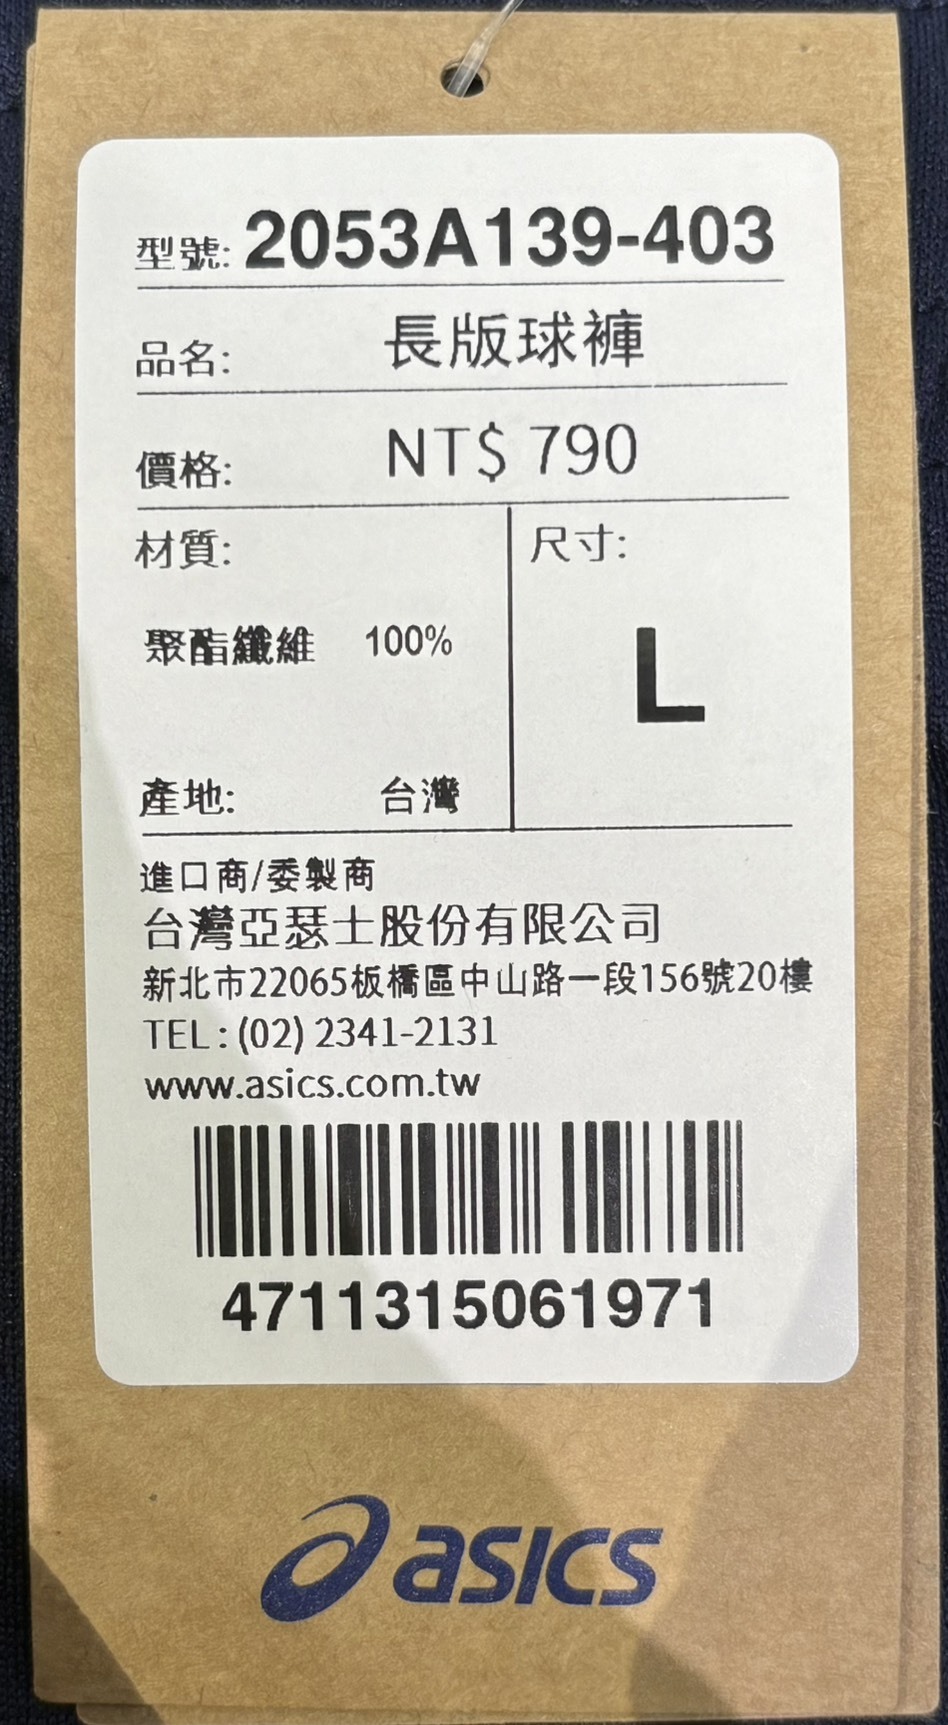 型號: 2053A139-403
品名: 長版球褲
價格: NT$ 790
材質:
聚酯纖維 100%
尺寸:
L
產地: 台灣
進口商/委製商
台灣亞瑟士股份有限公司
新北市22065板橋區中山路一段156號20樓
TEL : (02) 2341-2131
www.asics.com.tw
4711315061971
asics